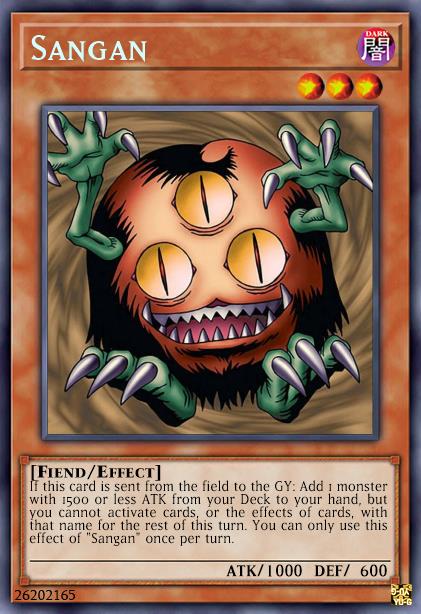 SANGAN
DARK
闇
[FIEND/EFFECT]
If this card is sent from the field to the GY: Add 1 monster
with 1500 or less ATK from your Deck to your hand, but
you cannot activate cards, or the effects of cards, with
that name for the rest of this turn. You can only use this
effect of "Sangan" once per turn.
ATK/1000 DEF/ 600
26202165